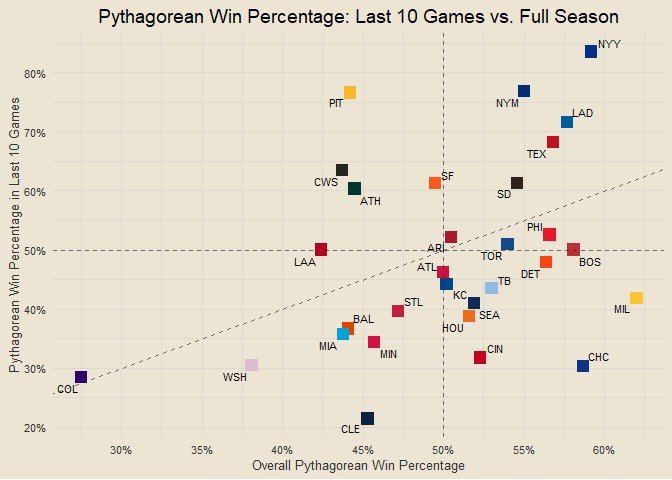 Pythagorean Win Percentage: Last 10 Games vs. Full Season
Pythagorean Win Percentage in Last 10 Games
80%
70%
60%
50%
40%
30%
20%
NYY
PIT
NYM
LAD
TEX
CWS
ATH
SF
SD
LAA
ARI
PHI
TOR
BOS
ATL
DET
TB
KC
MIL
STL
SEA
HOU
BAL
MIA
MIN
CIN
CHC
WSH
COL
CLE
30%
35%
40%
45%
50%
55%
60%
Overall Pythagorean Win Percentage